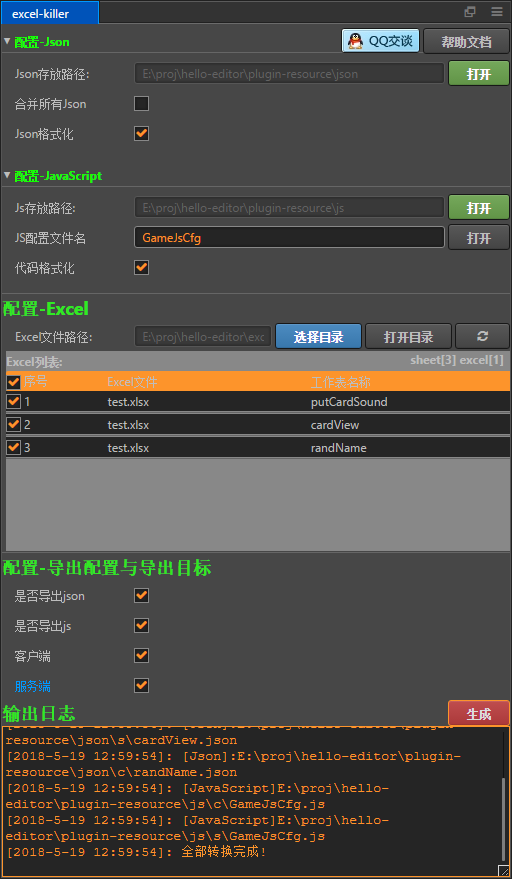 excel-killer
配置-Json
QQ交谈
帮助文档
Json存放路径:
E:\proj\hello-editor\plugin-resource\json
打开
合并所有Json
Json格式化
配置-JavaScript
Js存放路径:
E:\proj\hello-editor\plugin-resource\js
打开
JS配置文件名
GameJsCfg
打开
代码格式化
配置-Excel
Excel文件路径:
E:\proj\hello-editor\exc
选择目录
打开目录
Excel列表:
sheet[3] excel[1]
序号 Excel文件 工作表名称
1 test.xlsx putCardSound
2 test.xlsx cardView
3 test.xlsx randName
配置-导出配置与导出目标
是否导出json
是否导出js
客户端
服务端
输出日志
生成
resource\json\s\cardView.json
[2018-5-19 12:59:54]: [Json]:E:\proj\hello-editor\plugin-
resource\json\c\randName.json
[2018-5-19 12:59:54]: [JavaScript]E:\proj\hello-
editor\plugin-resource\js\c\GameJsCfg.js
[2018-5-19 12:59:54]: [JavaScript]E:\proj\hello-
editor\plugin-resource\js\s\GameJsCfg.js
[2018-5-19 12:59:54]: 全部转换完成!